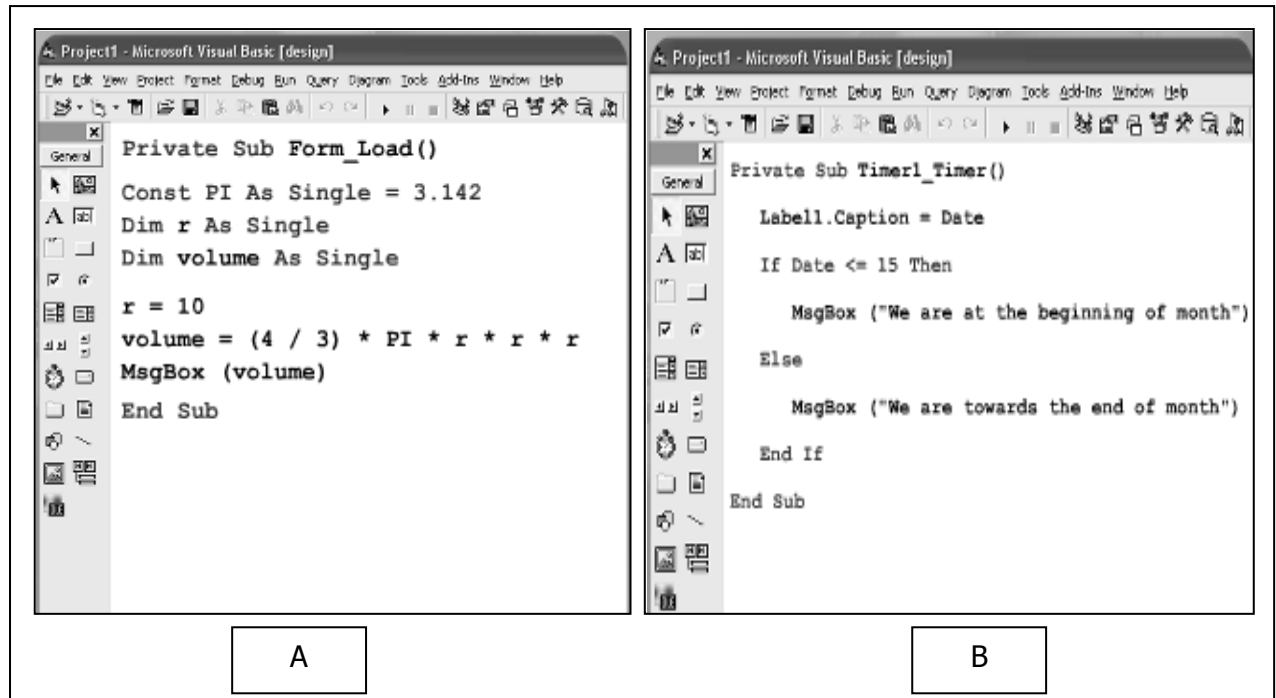 Project1 - Microsoft Visual Basic [design]
File Edit View Project Format Debug Run Query Diagram Tools Add-Ins Window Help
General
Private Sub Form_Load()
Const PI As Single = 3.142
Dim r As Single
Dim volume As Single
r = 10
volume = (4 / 3) * PI * r * r * r
MsgBox (volume)
End Sub
A
Project1 - Microsoft Visual Basic [design]
File Edit View Project Format Debug Run Query Diagram Tools Add-Ins Window Help
General
Private Sub Timer1_Timer()
Label1.Caption = Date
If Date <= 15 Then
MsgBox ("We are at the beginning of month")
Else
MsgBox ("We are towards the end of month")
End If
End Sub
B